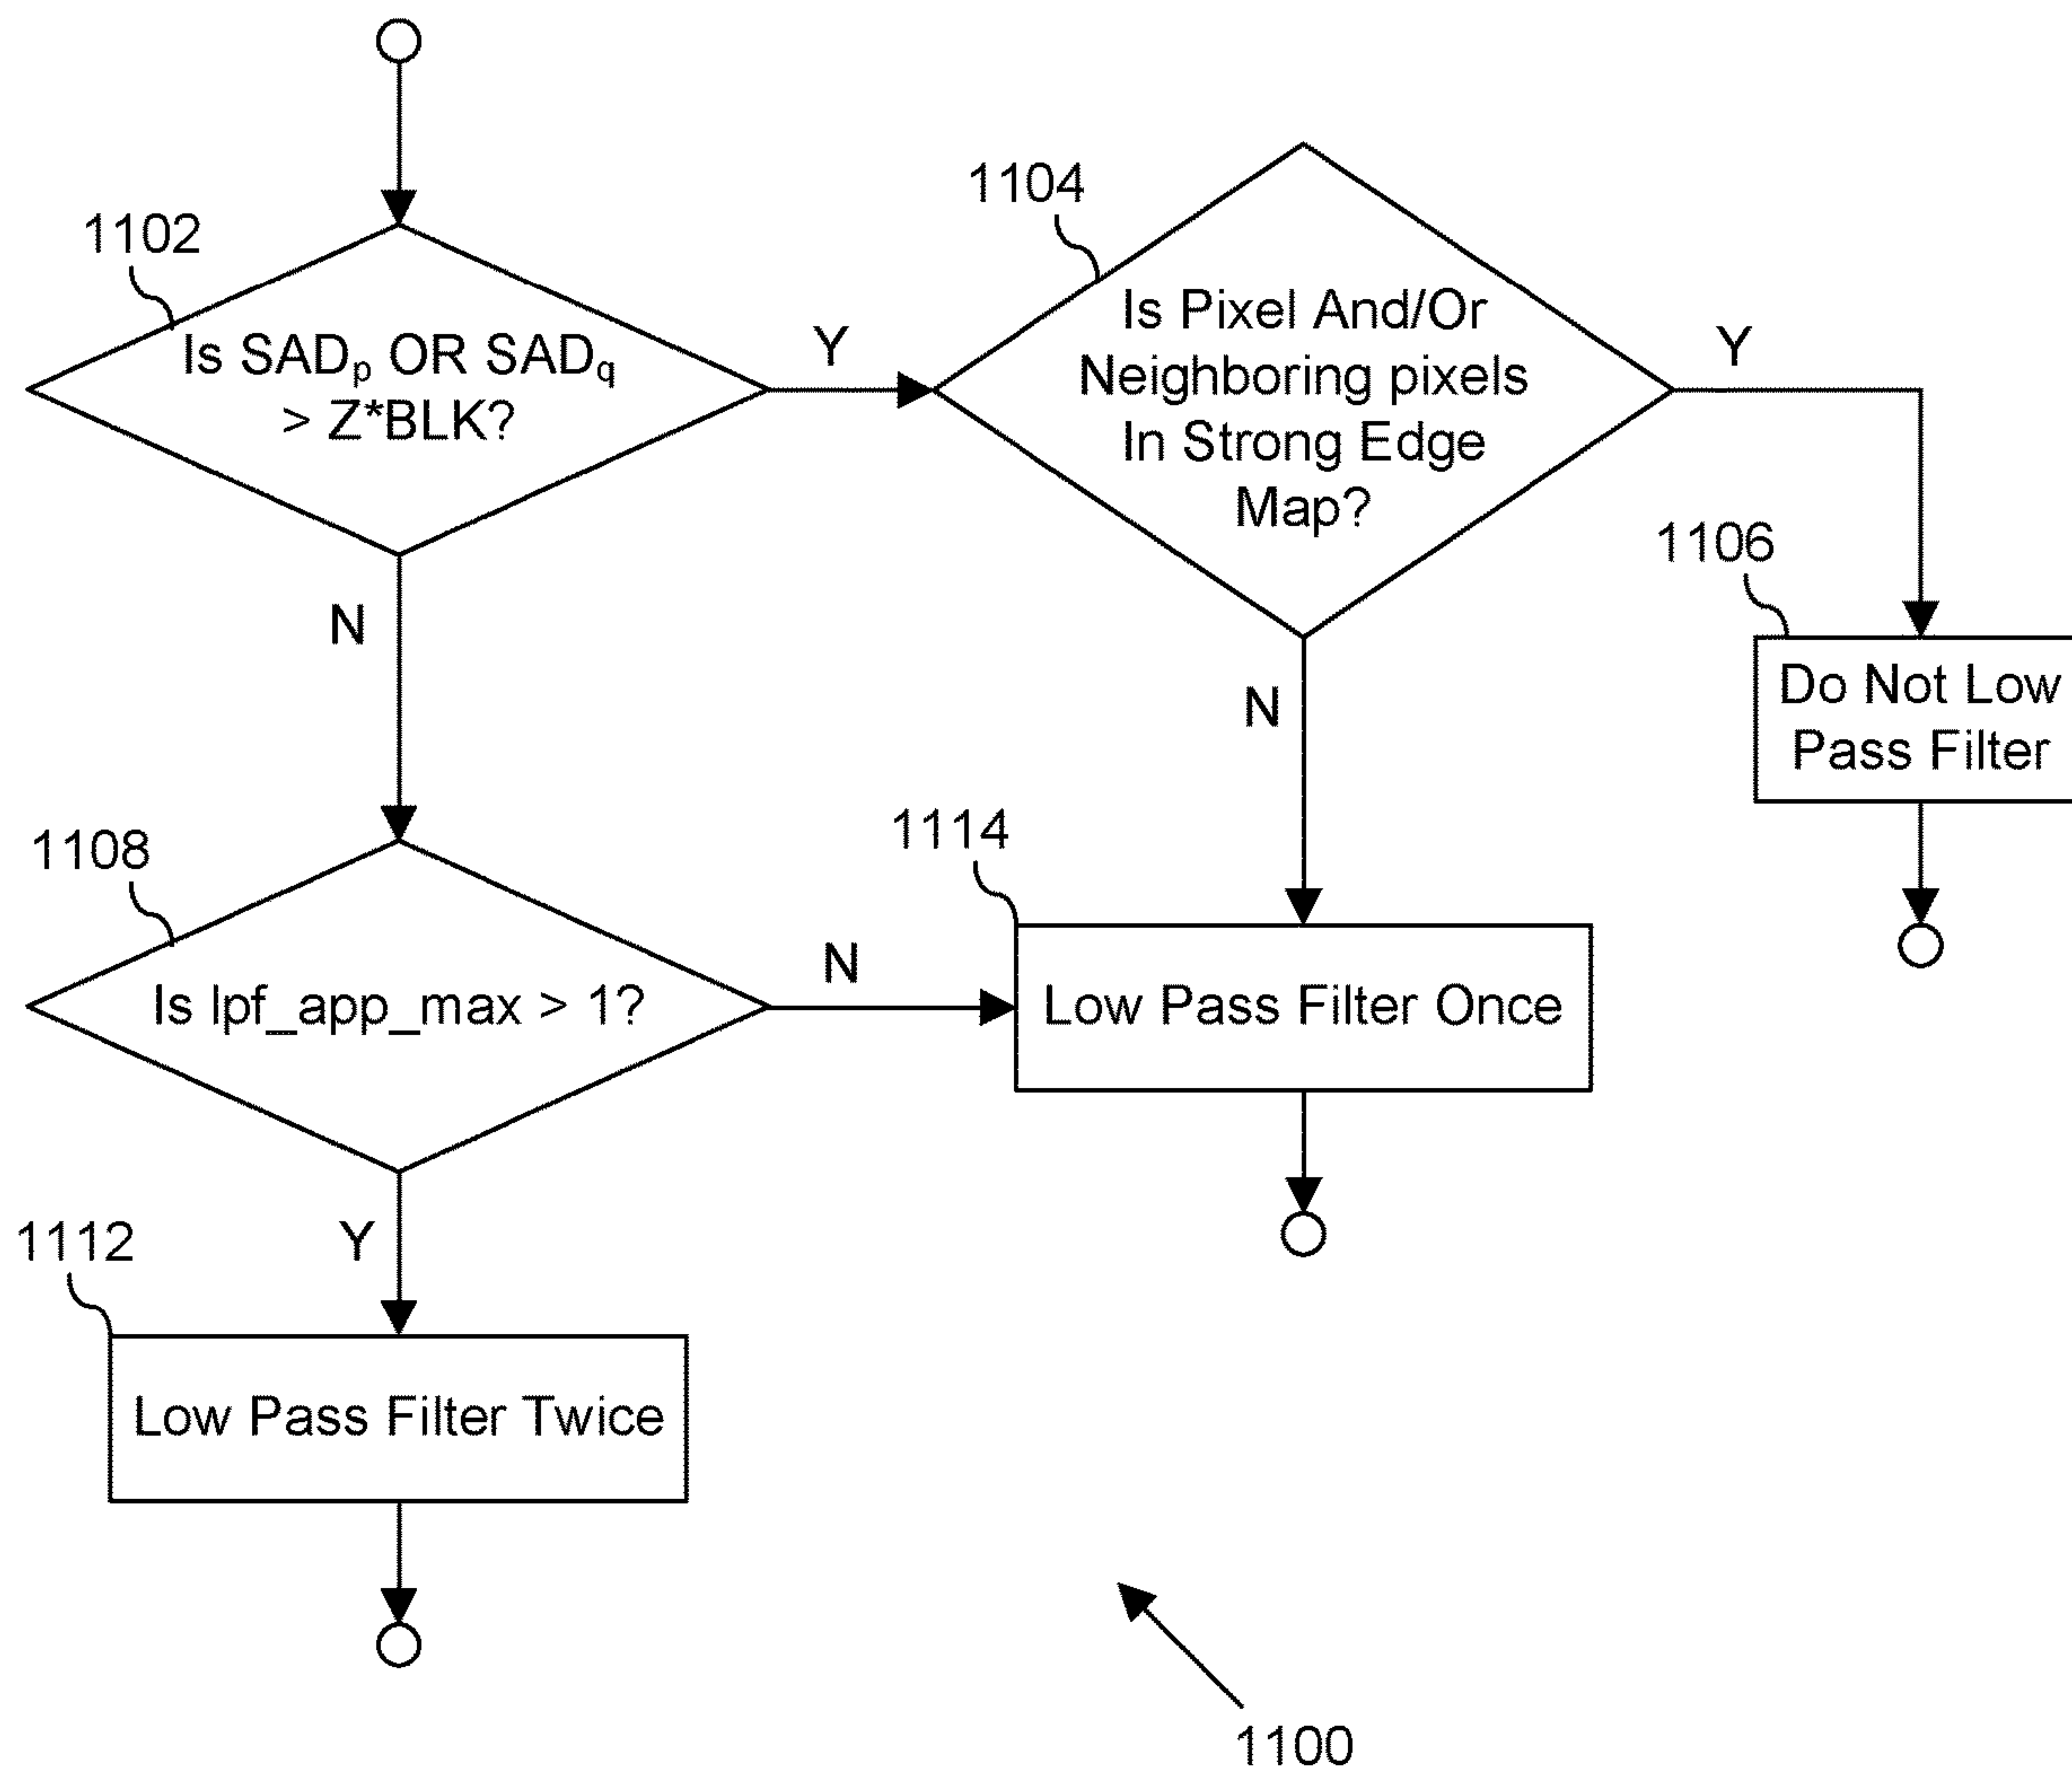 1102
Is SADp OR SADq
> Z*BLK?
Y
1104
Is Pixel And/Or
Neighboring pixels
In Strong Edge
Map?
Y
1106
Do Not Low
Pass Filter
N
N
1108
Is lpf_app_max > 1?
N
1114
Low Pass Filter Once
Y
1112
Low Pass Filter Twice
1100